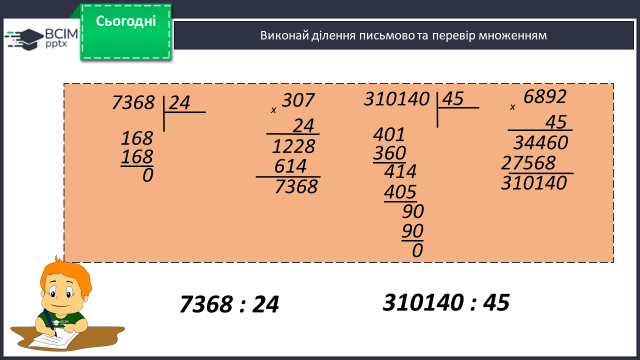 Сьогодні
BCIM
pptx
Виконай ділення письмово та перевір множенням
7368 24
168
168
0
307
x
24
1228
614
7368
310140 45
401
360
414
405
90
90
0
6892
x
45
34460
27568
310140
7368 : 24
310140 : 45